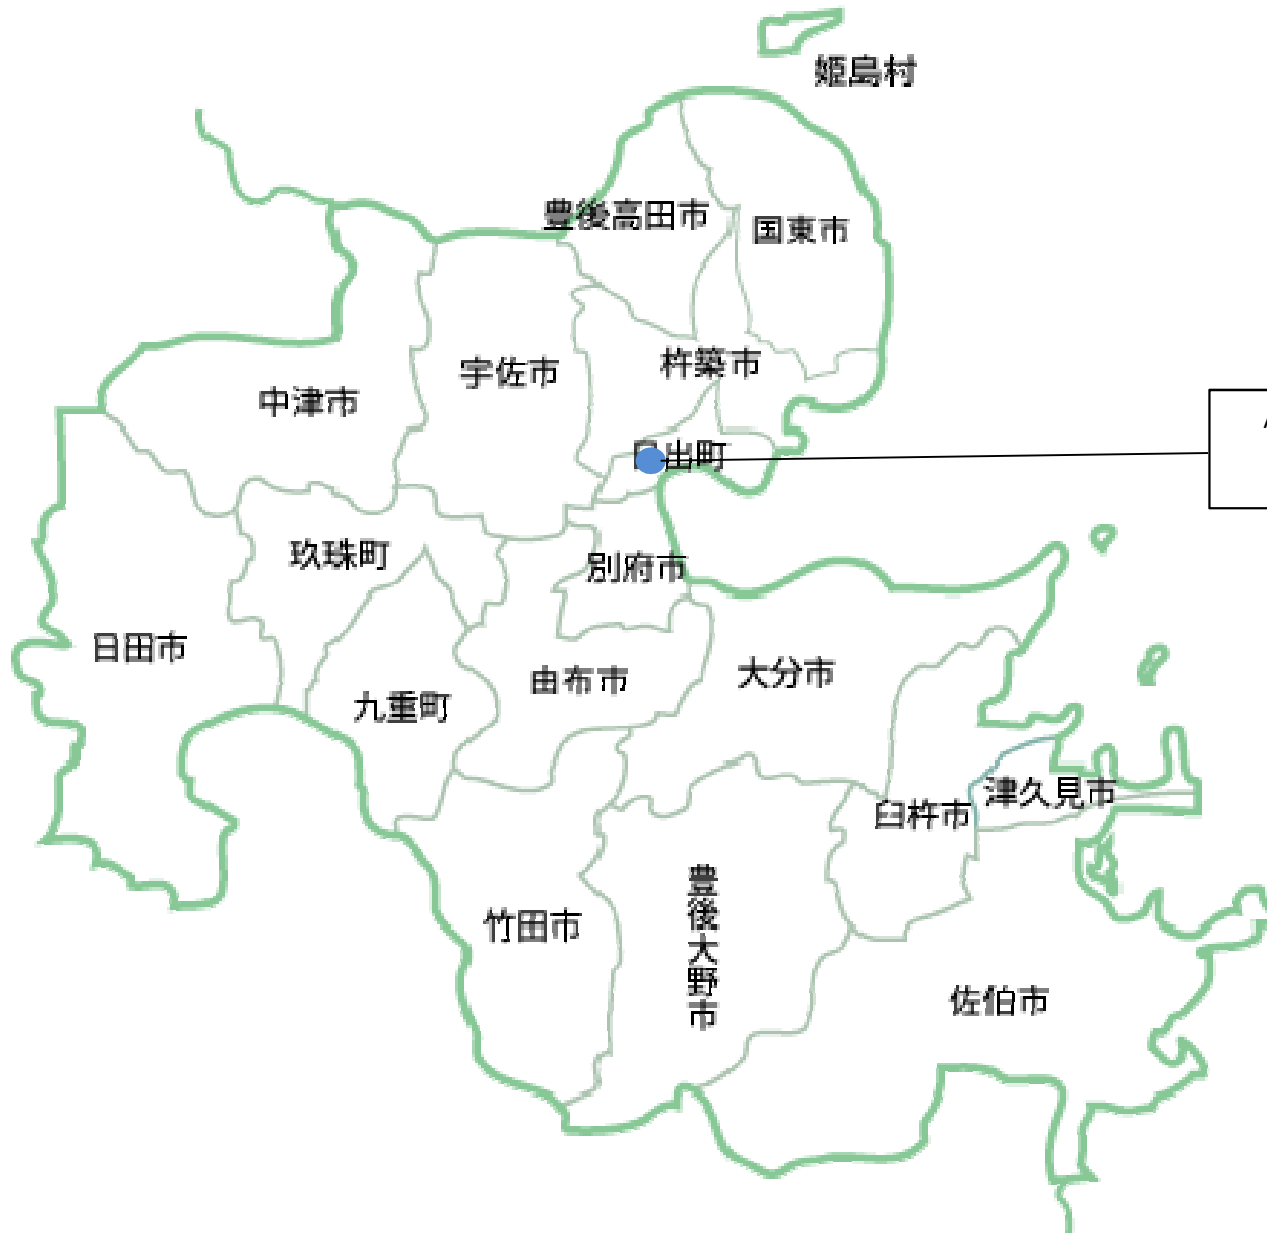 姫島村
豊後高田市
国東市
杵築市
宇佐市
中津市
日出町
玖珠町
別府市
日田市
由布市
大分市
九重町
津久見市
臼杵市
竹田市
豊後大野市
佐伯市